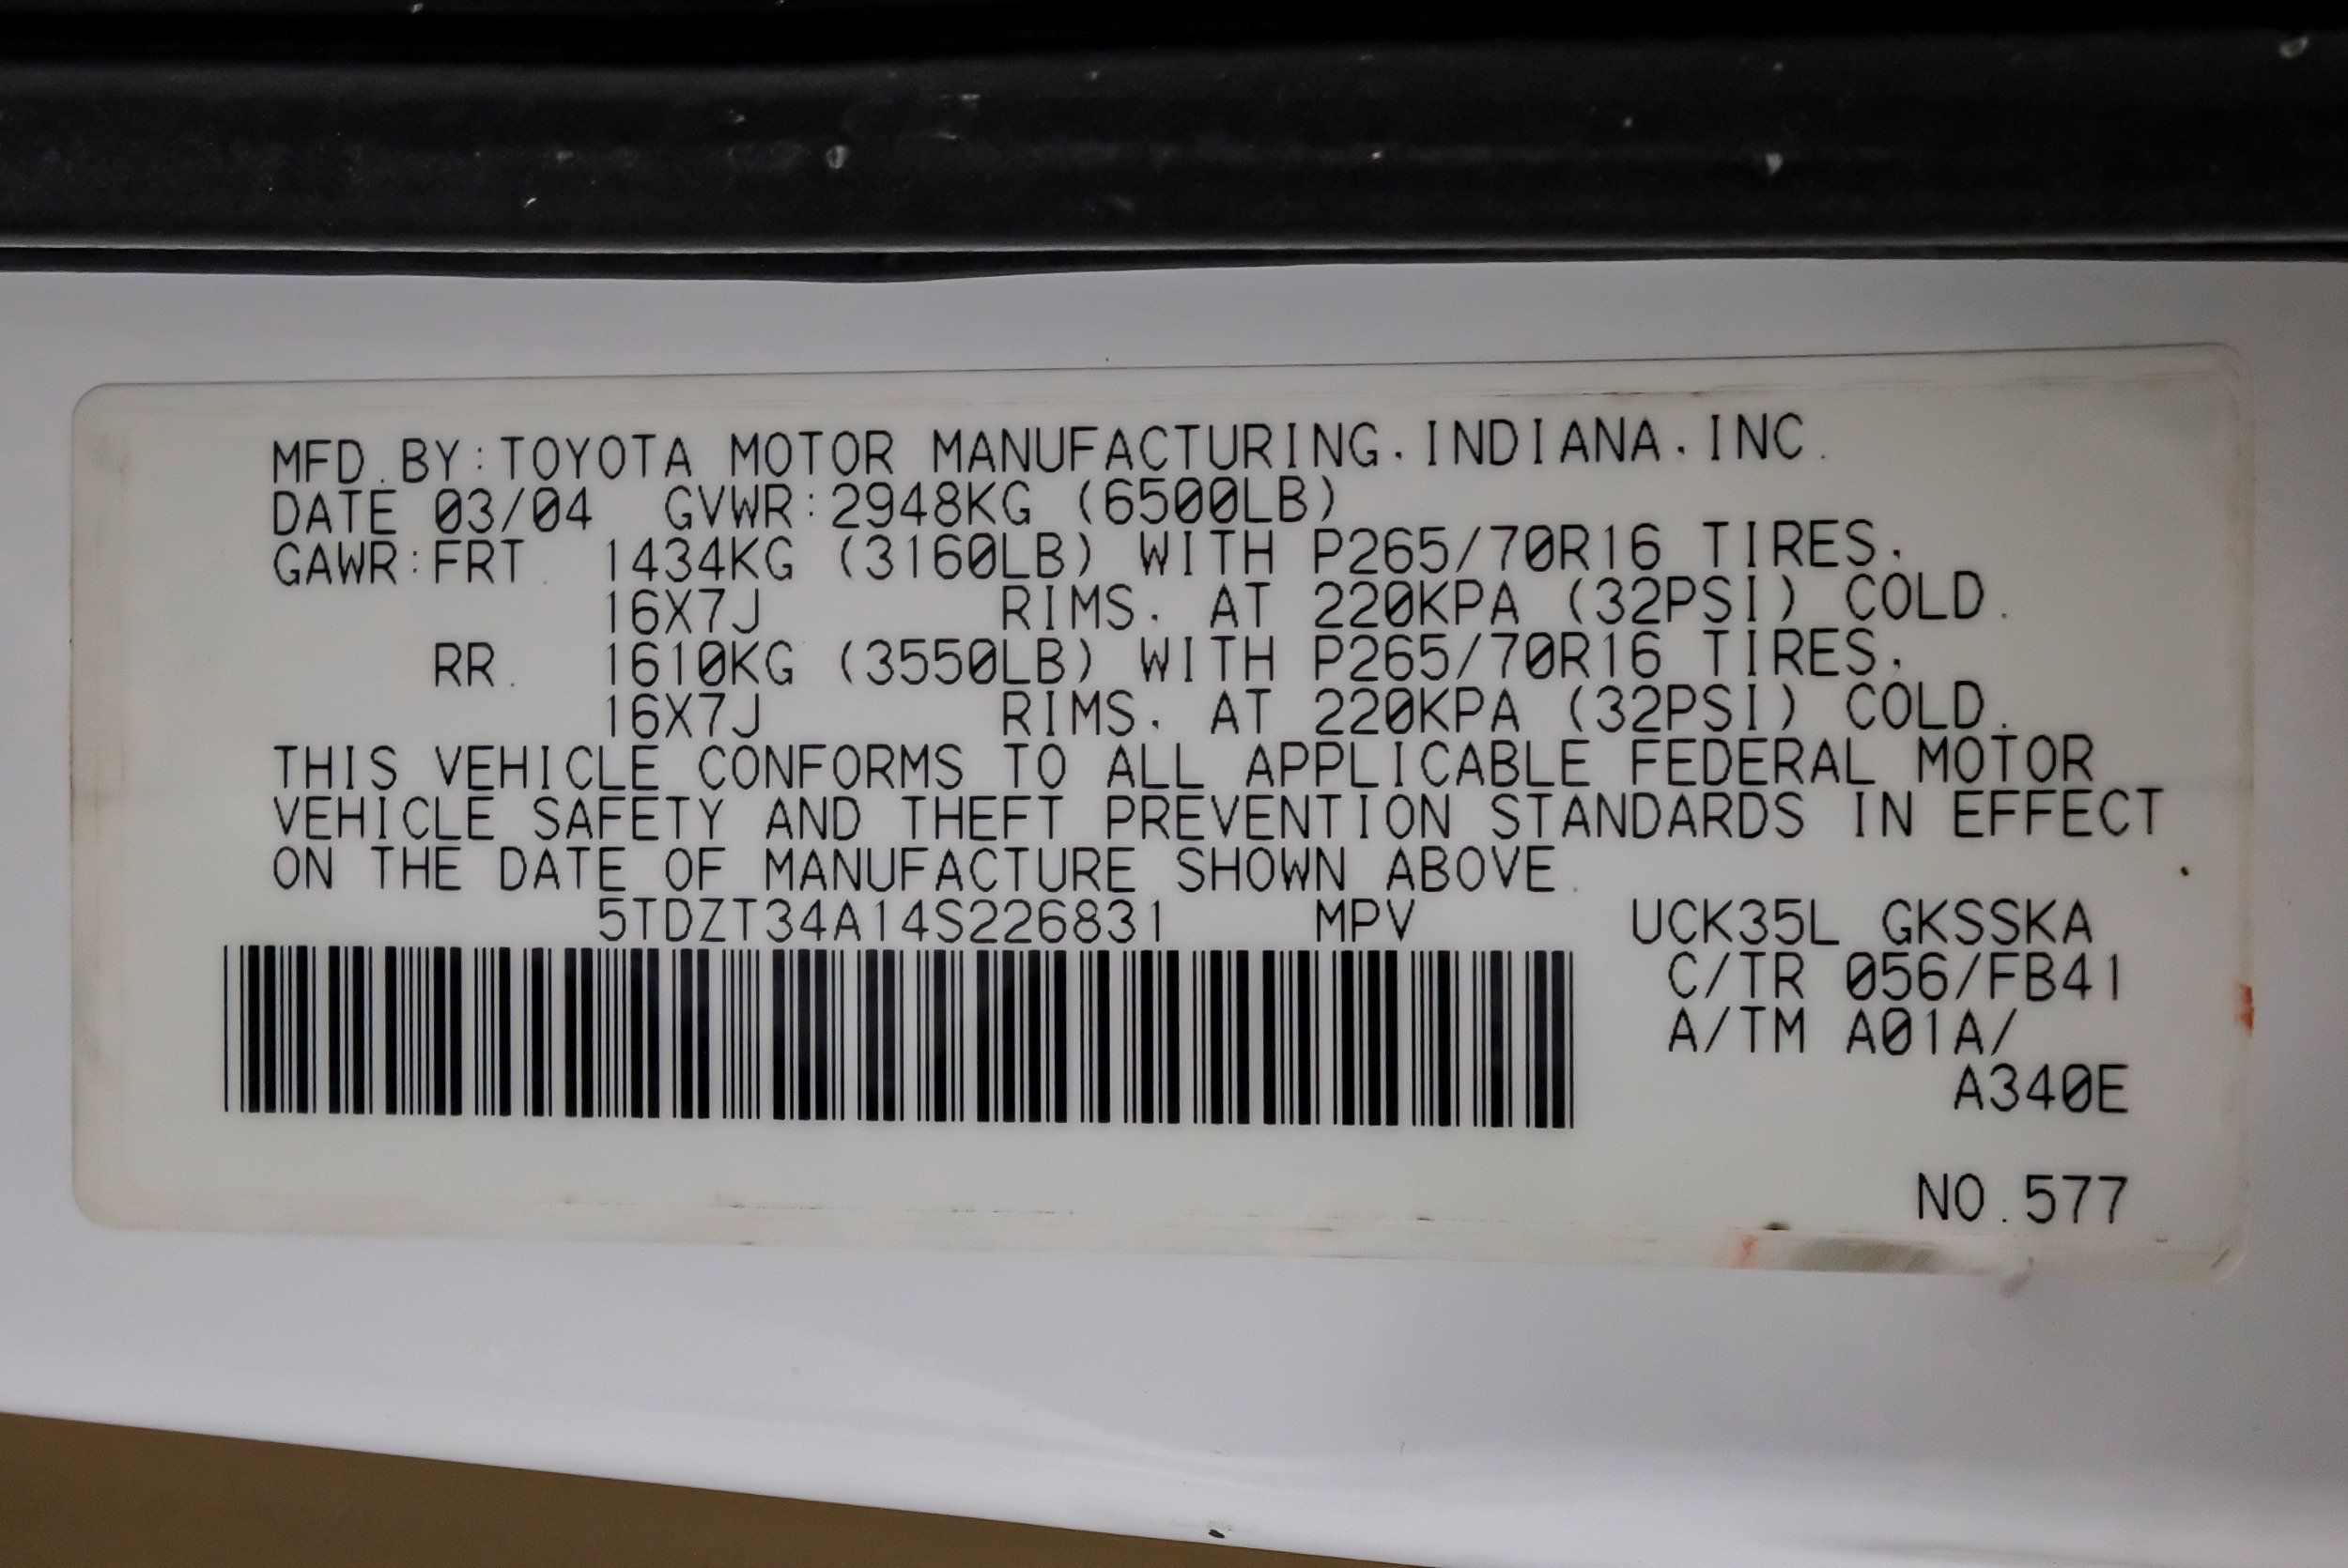 MFD.BY:TOYOTA MOTOR MANUFACTURING.INDIANA.INC.
DATE 03/04 GVWR:2948KG (6500LB)
GAWR:FRT. 1434KG (3160LB) WITH P265/70R16 TIRES.
16X7J RIMS. AT 220KPA (32PSI) COLD.
RR. 1610KG (3550LB) WITH P265/70R16 TIRES.
16X7J RIMS. AT 220KPA (32PSI) COLD.
THIS VEHICLE CONFORMS TO ALL APPLICABLE FEDERAL MOTOR
VEHICLE SAFETY AND THEFT PREVENTION STANDARDS IN EFFECT
ON THE DATE OF MANUFACTURE SHOWN ABOVE.
5TDZT34A14S226831 MPV UCK35L GKSSKA
C/TR 056/FB41
A/TM A01A/
A340E
NO.577